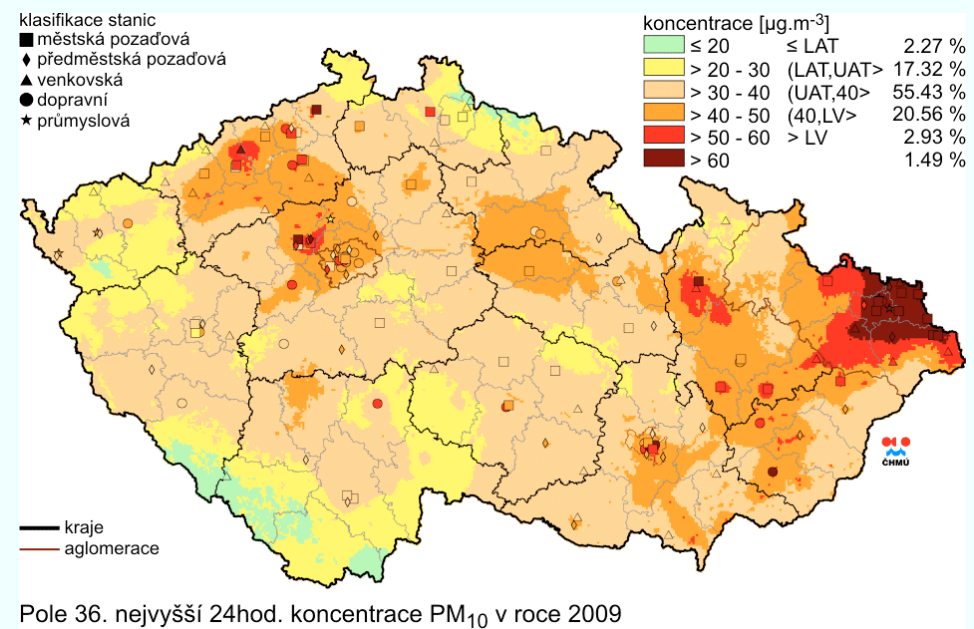 klasifikace stanic
městská pozaďová
předměstská pozaďová
venkovská
dopravní
průmyslová
koncentrace [µg.m-3]
≤ 20 ≤ LAT 2.27 %
> 20 - 30 (LAT,UAT> 17.32 %
> 30 - 40 (UAT,40> 55.43 %
> 40 - 50 (40,LV> 20.56 %
> 50 - 60 > LV 2.93 %
> 60 1.49 %
ČHMÚ
kraje
aglomerace
Pole 36. nejvyšší 24hod. koncentrace PM10 v roce 2009